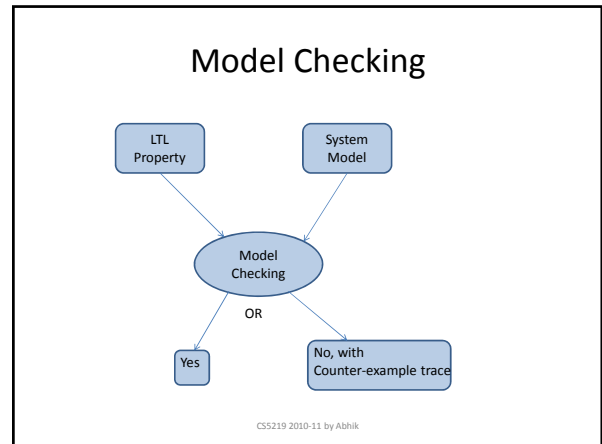 Model Checking
LTL
Property
System
Model
Model
Checking
OR
Yes
No, with
Counter-example trace
CS5219 2010-11 by Abhik